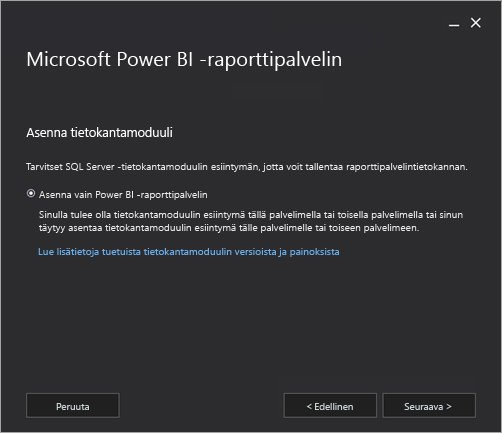 Microsoft Power BI -raporttipalvelin
Asenna tietokantamoduuli
Tarvitset SQL Server -tietokantamoduulin esiintymän, jotta voit tallentaa raporttipalvelintietokannan.
Asenna vain Power BI -raporttipalvelin
Sinulla tulee olla tietokantamoduulin esiintymä tällä palvelimella tai toisella palvelimella tai sinun
täytyy asentaa tietokantamoduulin esiintymä tälle palvelimelle tai toiseen palvelimeen.
Lue lisätietoja tuetuista tietokantamoduulin versioista ja painoksista
Peruuta
< Edellinen
Seuraava >